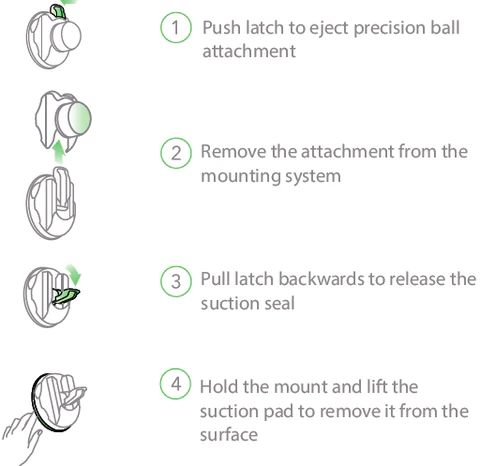 1 Push latch to eject precision ball
attachment
2 Remove the attachment from the
mounting system
3 Pull latch backwards to release the
suction seal
4 Hold the mount and lift the
suction pad to remove it from the
surface